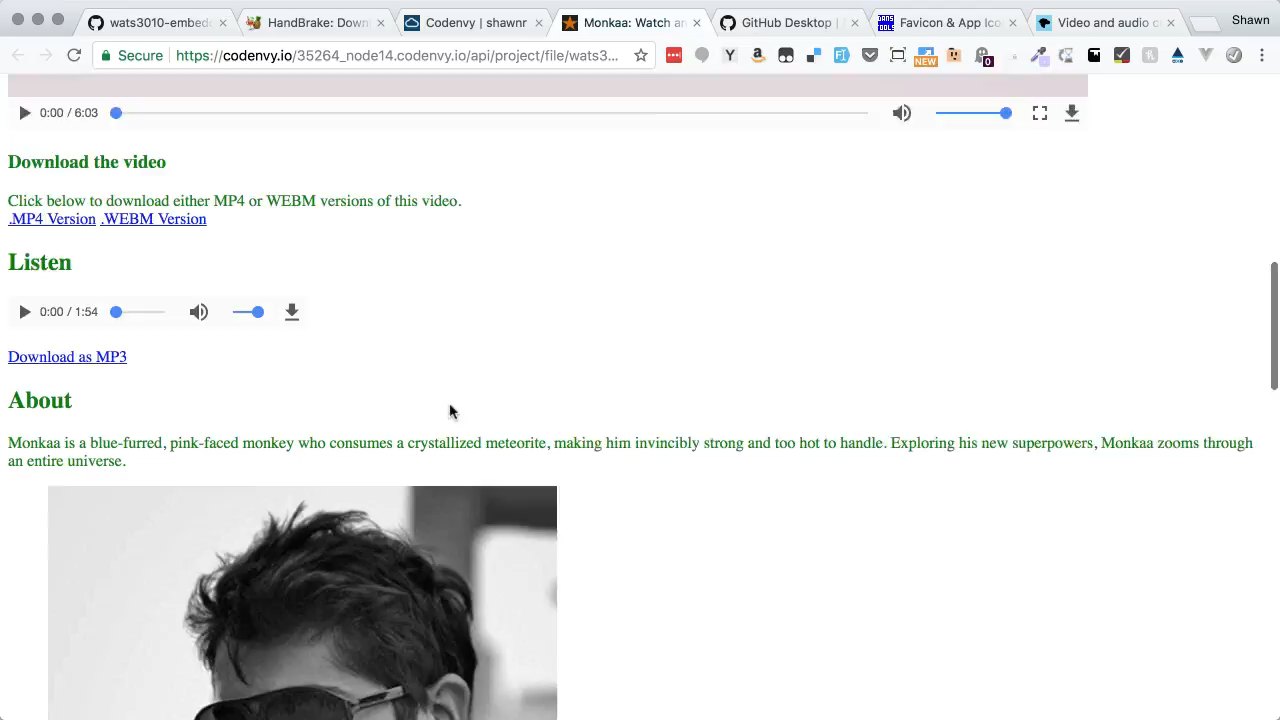 wats3010-embed
HandBrake: Down
Codenvy | shawnr
Monkaa: Watch an
GitHub Desktop |
Favicon & App Ico
Video and audio c
Shawn
Secure
https://codenvy.io/35264_node14.codenvy.io/api/project/file/wats3...
NEW
0
0:00 / 6:03
Download the video
Click below to download either MP4 or WEBM versions of this video.
.MP4 Version .WEBM Version
Listen
0:00 / 1:54
Download as MP3
About
Monkaa is a blue-furred, pink-faced monkey who consumes a crystallized meteorite, making him invincibly strong and too hot to handle. Exploring his new superpowers, Monkaa zooms through
an entire universe.